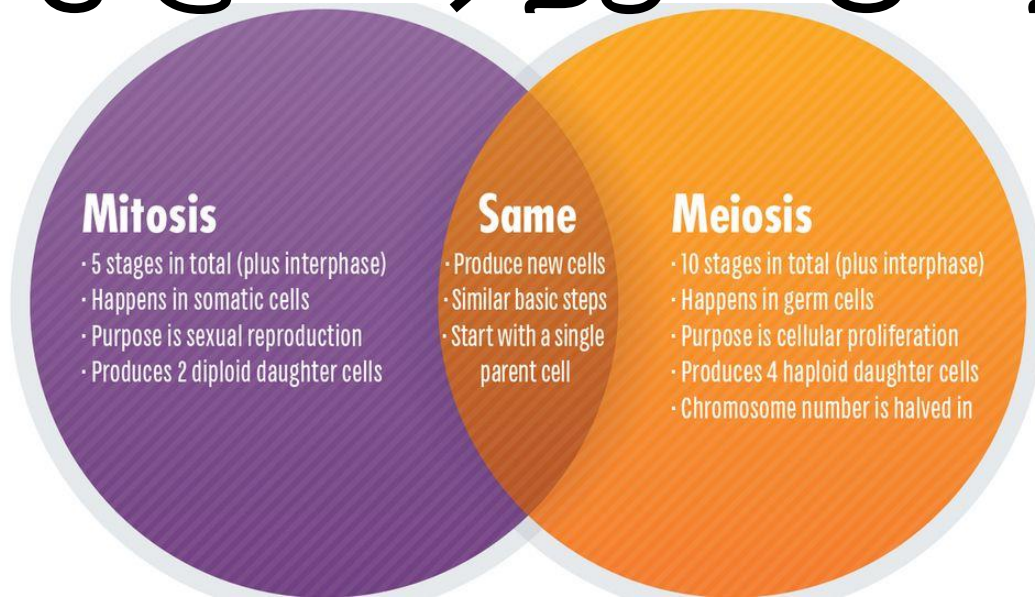 Mitosis
· 5 stages in total (plus interphase)
· Happens in somatic cells
· Purpose is sexual reproduction
· Produces 2 diploid daughter cells
Same
· Produce new cells
· Similar basic steps
· Start with a single
parent cell
Meiosis
· 10 stages in total (plus interphase)
· Happens in germ cells
· Purpose is cellular proliferation
· Produces 4 haploid daughter cells
· Chromosome number is halved in